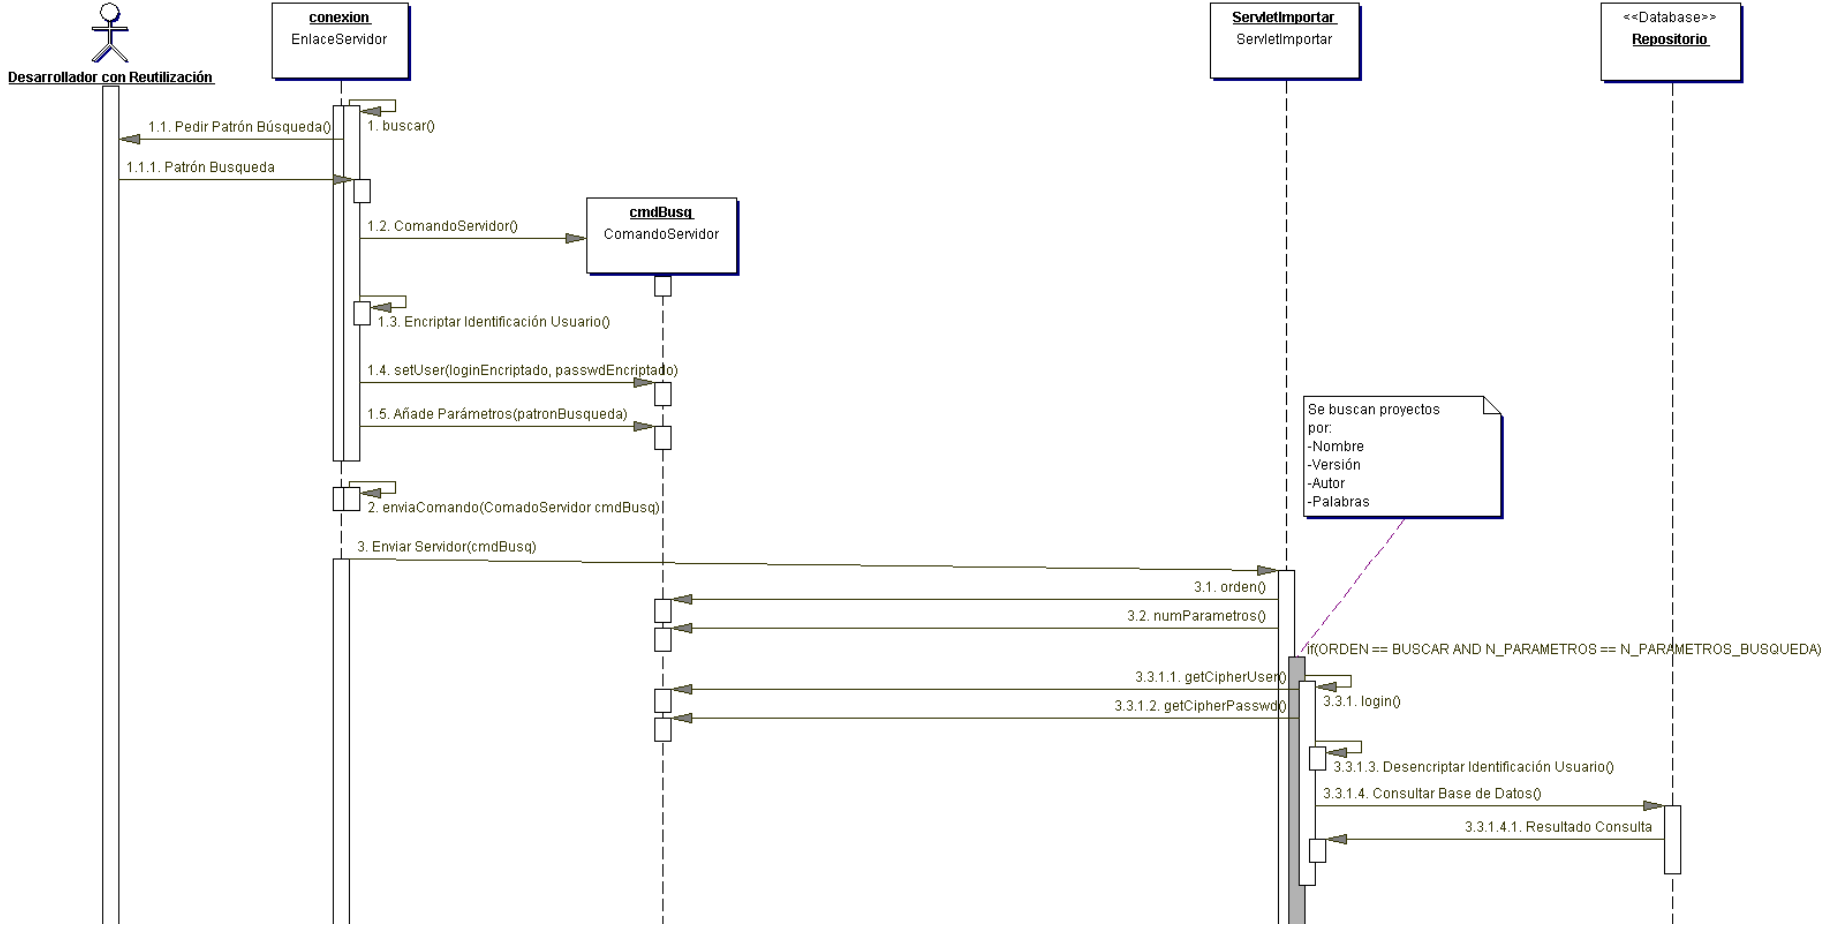 conexion
EnlaceServidor
ServletImportar
ServletImportar
<<Database>>
Repositorio
Desarrollador con Reutilización
1. buscar()
1.1. Pedir Patrón Búsqueda()
1.1.1. Patrón Busqueda
cmdBusq
ComandoServidor
1.2. ComandoServidor()
1.3. Encriptar Identificación Usuario()
1.4. setUser(loginEncriptado, passwdEncriptado)
1.5. Añade Parámetros(patronBusqueda)
Se buscan proyectos
por:
-Nombre
-Versión
-Autor
-Palabras
2. enviaComando(ComadoServidor cmdBusq)
3. Enviar Servidor(cmdBusq)
3.1. orden()
3.2. numParametros()
if(ORDEN == BUSCAR AND N_PARAMETROS == N_PARAMETROS_BUSQUEDA)
3.3.1.1. getCipherUser()
3.3.1. login()
3.3.1.2. getCipherPasswd()
3.3.1.3. Desencriptar Identificación Usuario()
3.3.1.4. Consultar Base de Datos()
3.3.1.4.1. Resultado Consulta